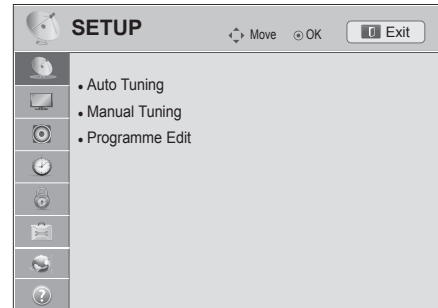 SETUP
Move OK Exit
• Auto Tuning
• Manual Tuning
• Programme Edit
?